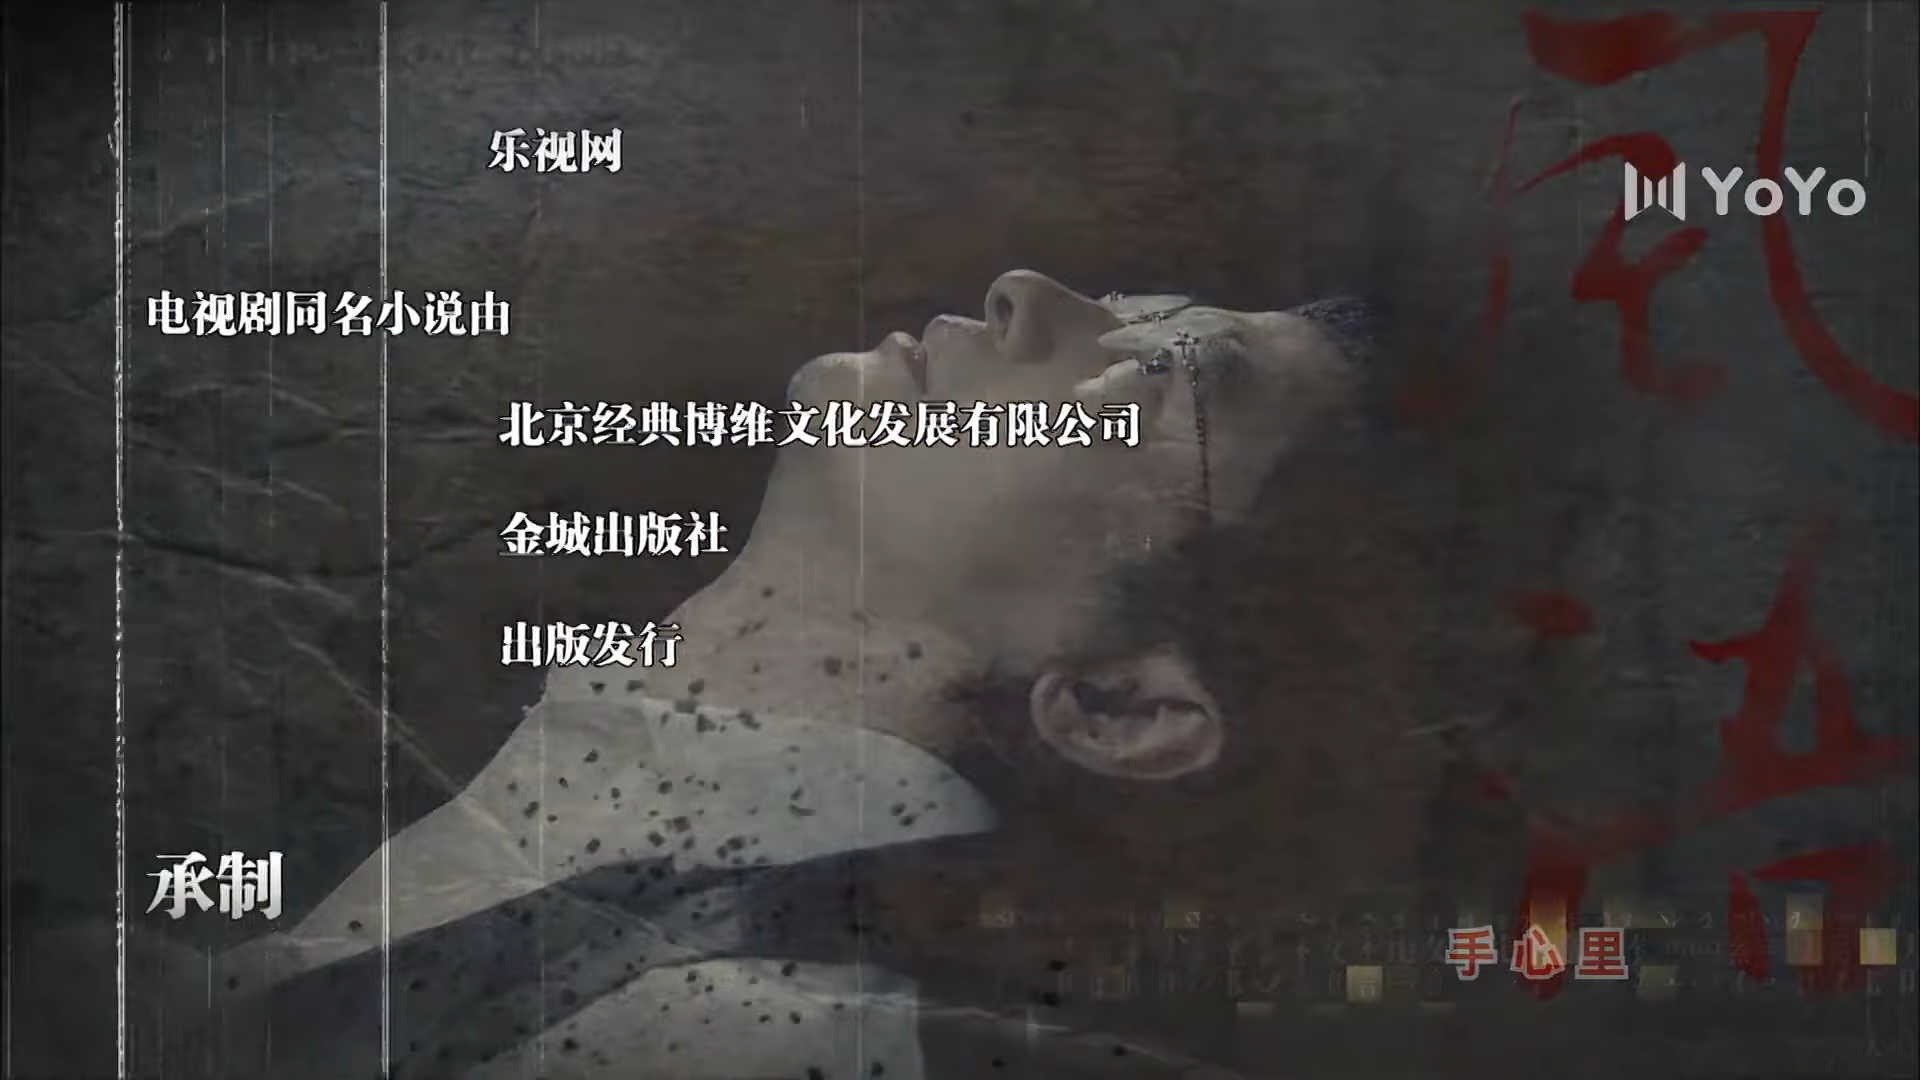 乐视网
YoYo
电视剧同名小说由
北京经典博维文化发展有限公司
金城出版社
出版发行
承制
手心里
风语